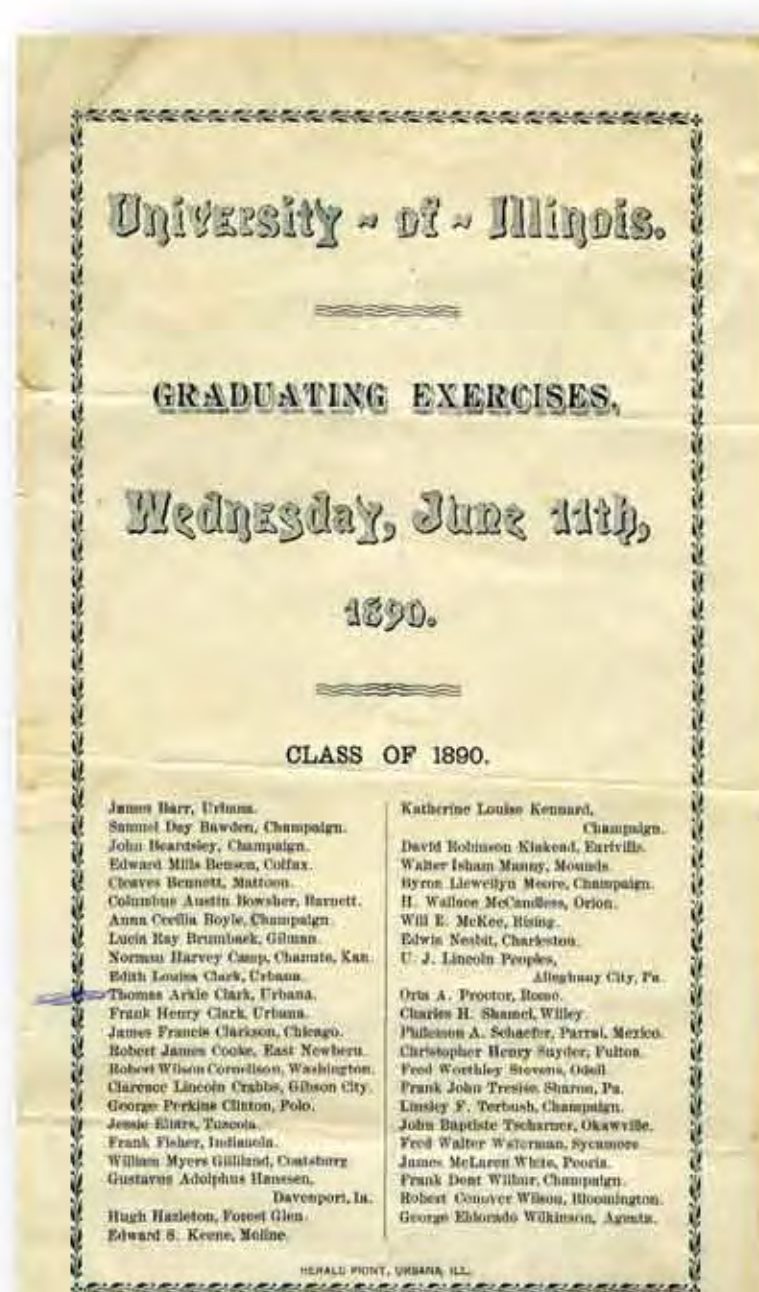 University - of - Illinois.
GRADUATING EXERCISES,
Wednesday, June 11th,
1890.
CLASS OF 1890.
James Barr, Urbana.
Samuel Day Bawden, Champaign.
John Beardsley, Champaign.
Edward Mills Benson, Colfax.
Cleaves Bennett, Mattoon.
Columbus Austin Bowsher, Barnett.
Anna Cecilia Boyle, Champaign.
Lucia Ray Brumback, Gilman.
Norman Harvey Camp, Chanute, Kan.
Edith Louisa Clark, Urbana.
Thomas Arkle Clark, Urbana.
Frank Henry Clark, Urbana.
James Francis Clarkson, Chicago.
Robert James Cooke, East Newbern.
Robert Wilson Cornelison, Washington.
Clarence Lincoln Crabbs, Gibson City.
George Perkins Clinton, Polo.
Jessie Ellars, Tuscola.
Frank Fisher, Indianola.
William Myers Gilliland, Coatsburg
Gustavus Adolphus Hanssen,
Davenport, Ia.
Hugh Hazleton, Forest Glen.
Edward S. Keene, Moline.
Katherine Louise Kennard,
Champaign.
David Robinson Kinkead, Earlville.
Walter Isham Manny, Mounds.
Byron Llewellyn Moore, Champaign.
H. Wallace McCandless, Orion.
Will E. McKee, Rising.
Edwin Nesbit, Charleston.
U. J. Lincoln Peoples,
Alleghany City, Pa.
A. Proctor,
Charles H. Shamel, Willey.
Philemon A. Schaefer, Parral, Mexico.
Christopher Henry Snyder, Fulton.
Fred Worthley Stevens, Odell.
Frank John Tresise, Sharon, Pa.
Linsley F. Terbush, Champaign.
John Baptiste Tscharner, Okawville.
Fred Walter Waterman, Sycamore
James McLaren White, Peoria.
Frank Dent Wilbur, Champaign.
Robert Conover Wilson, Bloomington.
George Eldorado Wilkinson, Agenta.
HERALD PRINT, URBANA, ILL.